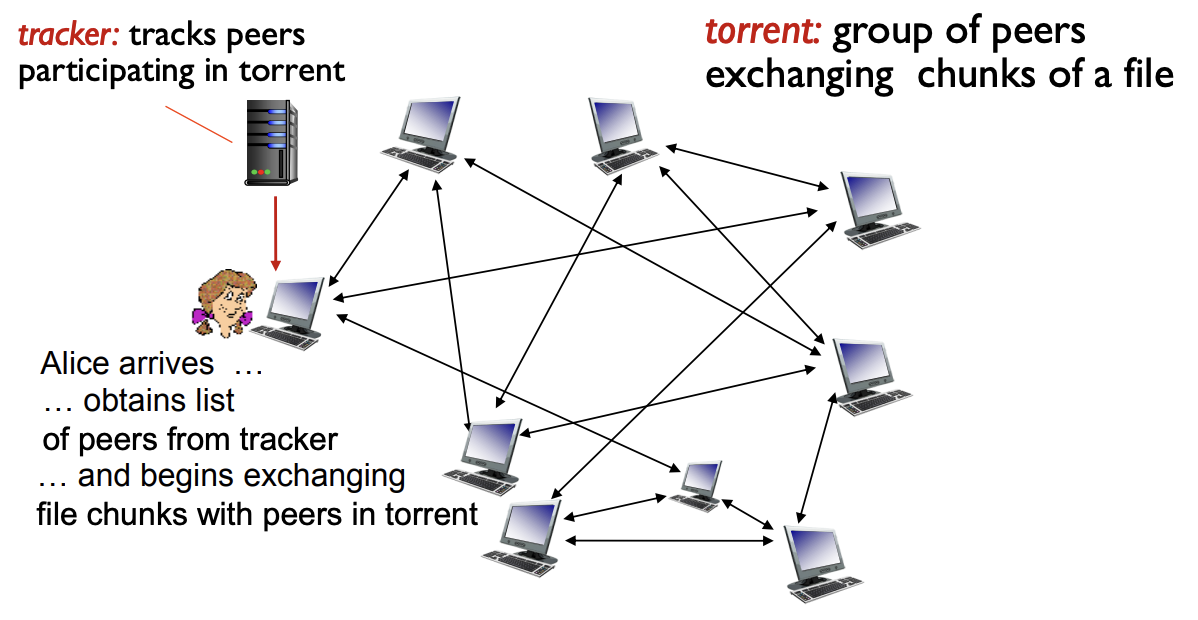 tracker: tracks peers
participating in torrent
torrent: group of peers
exchanging chunks of a file
Alice arrives …
… obtains list
of peers from tracker
… and begins exchanging
file chunks with peers in torrent